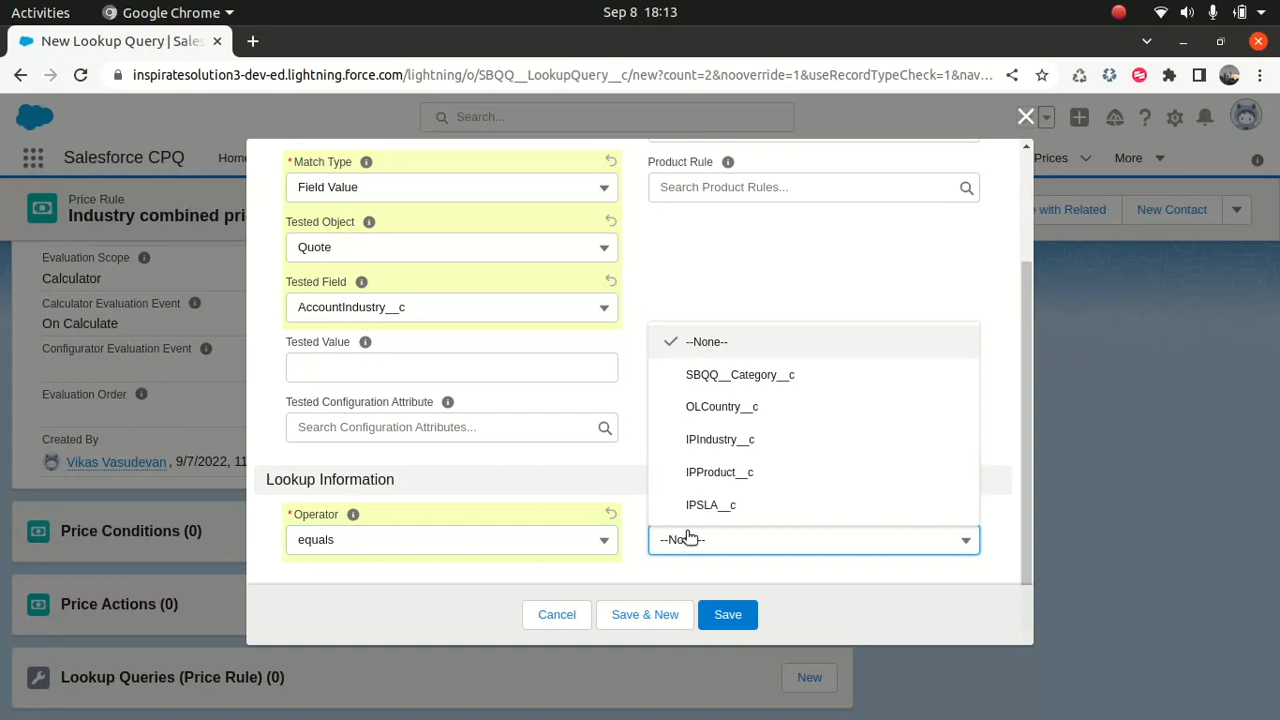 Activities
Google Chrome
Sep 8 18:13
New Lookup Query | Sales
inspiratesolution3-dev-ed.lightning.force.com/lightning/o/SBQQ__LookupQuery__c/new?count=2&nooverride=1&useRecordTypeCheck=1&nav...
Search...
Salesforce CPQ
Prices
More
Price Rule
Industry combined pri
with Related
New Contact
Evaluation Scope
Calculator
Calculator Evaluation Event
On Calculate
Configurator Evaluation Event
Evaluation Order
Created By
Vikas Vasudevan, 9/7/2022, 11
Price Conditions (0)
Price Actions (0)
Lookup Queries (Price Rule) (0)
New
*Match Type
Field Value
Product Rule
Search Product Rules...
Tested Object
Quote
Tested Field
AccountIndustry__c
Tested Value
Tested Configuration Attribute
Search Configuration Attributes...
--None--
SBQQ__Category__c
OLCountry__c
IPIndustry__c
IPProduct__c
IPSLA__c
Lookup Information
*Operator
equals
Cancel
Save & New
Save